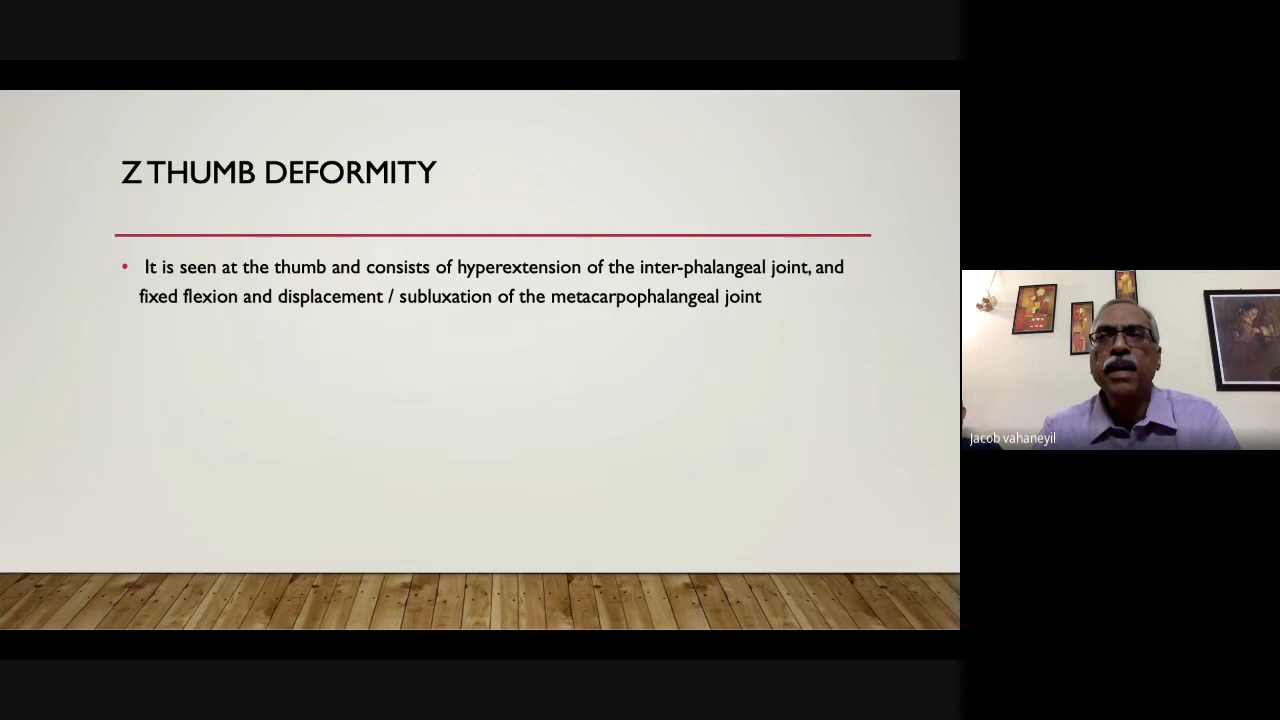 Z THUMB DEFORMITY
• It is seen at the thumb and consists of hyperextension of the inter-phalangeal joint, and
fixed flexion and displacement / subluxation of the metacarpophalangeal joint
Jacob vahaneyil